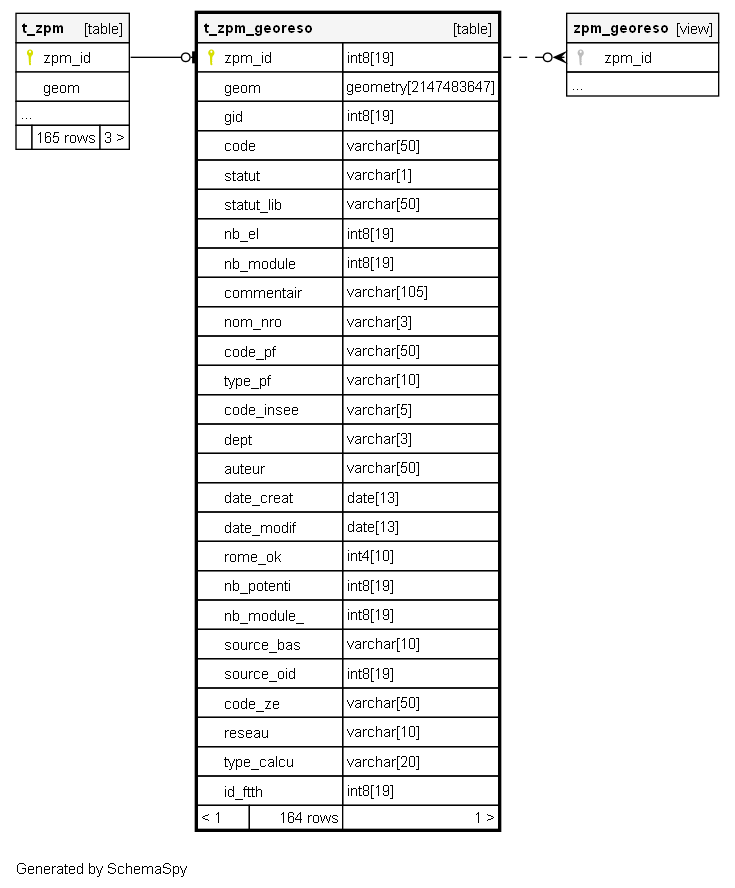 t_zpm [table]
zpm_id
geom
...
165 rows 3 >
t_zpm_georeso [table]
zpm_id int8[19]
geom geometry[2147483647]
gid int8[19]
code varchar[50]
statut varchar[1]
statut_lib varchar[50]
nb_el int8[19]
nb_module int8[19]
commentair varchar[105]
nom_nro varchar[3]
code_pf varchar[50]
type_pf varchar[10]
code_insee varchar[5]
dept varchar[3]
auteur varchar[50]
date_creat date[13]
date_modif date[13]
rome_ok int4[10]
nb_potenti int8[19]
nb_module_ int8[19]
source_bas varchar[10]
source_oid int8[19]
code_ze varchar[50]
reseau varchar[10]
type_calcu varchar[20]
id_ftth int8[19]
< 1 164 rows 1 >
zpm_georeso [view]
zpm_id
...
Generated by SchemaSpy